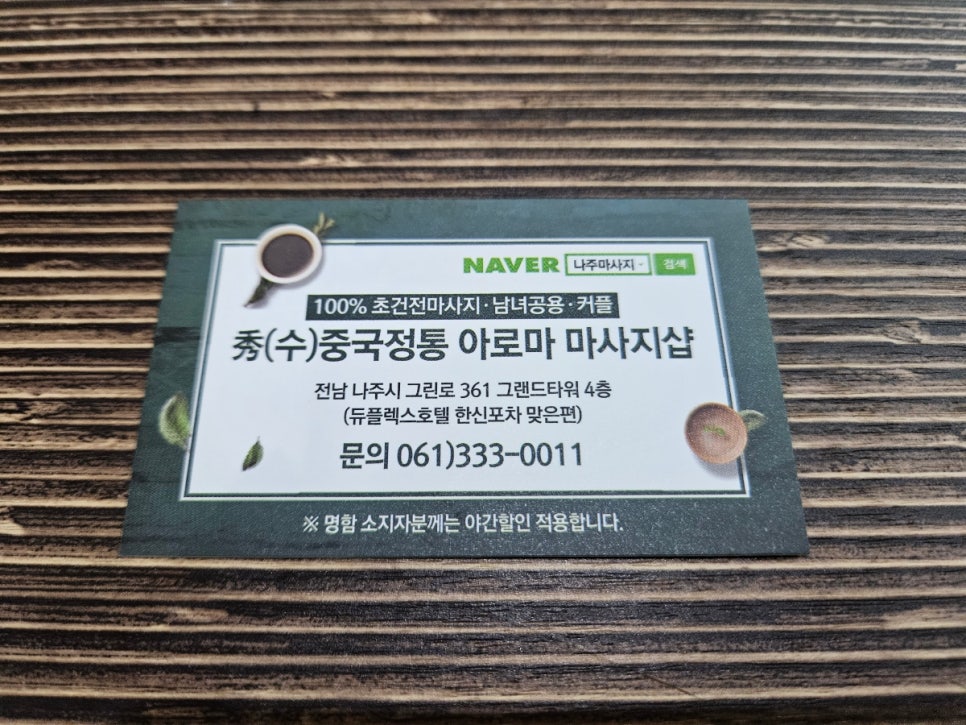 NAVER 나주마사지 검색
100% 초건전마사지·남녀공용·커플
秀(수)중국정통 아로마 마사지샵
전남 나주시 그린로 361 그랜드타워 4층
(듀플렉스호텔 한신포차 맞은편)
문의 061)333-0011
※ 명함 소지자분께는 야간할인 적용합니다.